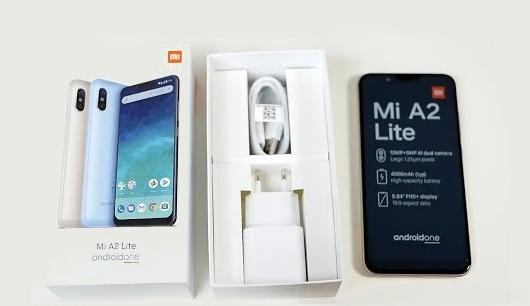 Mi A2 Lite
androidone
Mi A2
Lite
12MP+5MP AI dual camera
Large 1.25μm pixels
4000mAh (typ)
High-capacity battery
5.84" FHD+ display
19:9 aspect ratio
androidone